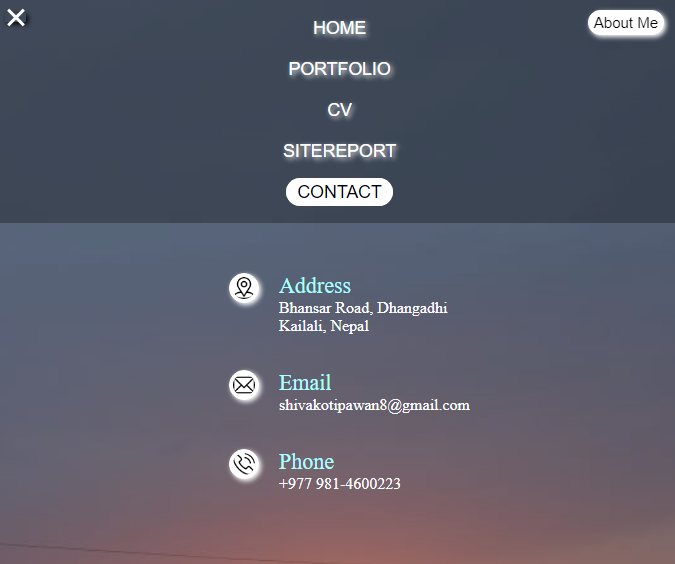 HOME
About Me
PORTFOLIO
CV
SITEREPORT
CONTACT
Address
Bhansar Road, Dhangadhi
Kailali, Nepal
Email
shivakotipawan8@gmail.com
Phone
+977 981-4600223